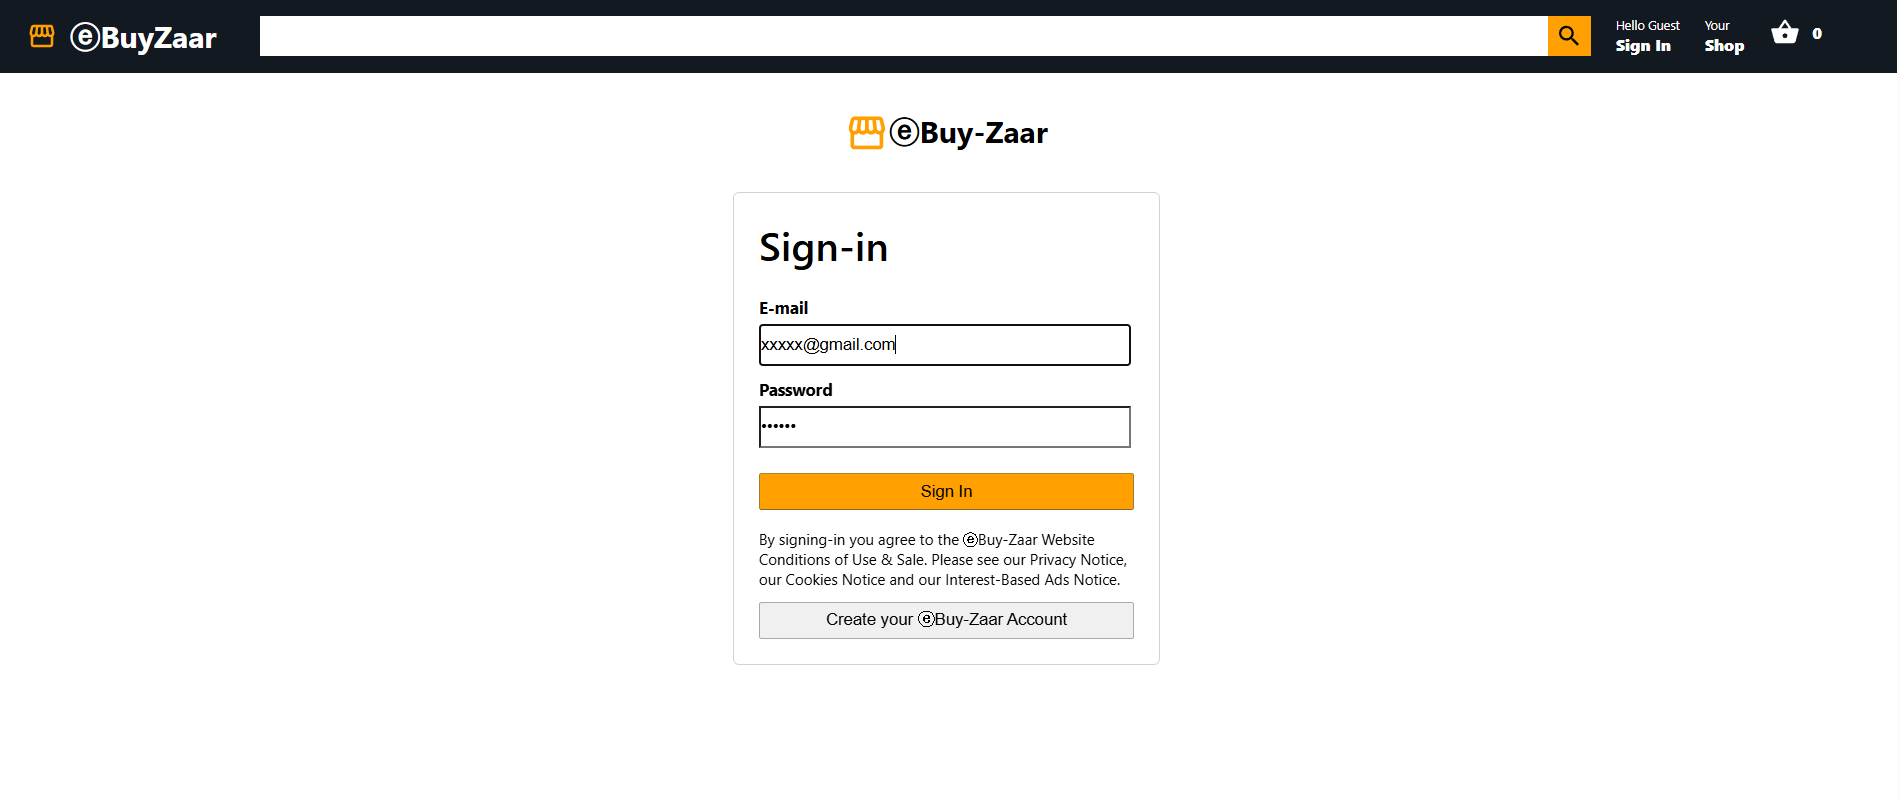 ⓔBuyZaar
Hello Guest
Sign In
Your
Shop
0
ⓔBuy-Zaar
Sign-in
E-mail
xxxxx@gmail.com
Password
••••••
Sign In
By signing-in you agree to the ⓔBuy-Zaar Website
Conditions of Use & Sale. Please see our Privacy Notice,
our Cookies Notice and our Interest-Based Ads Notice.
Create your ⓔBuy-Zaar Account